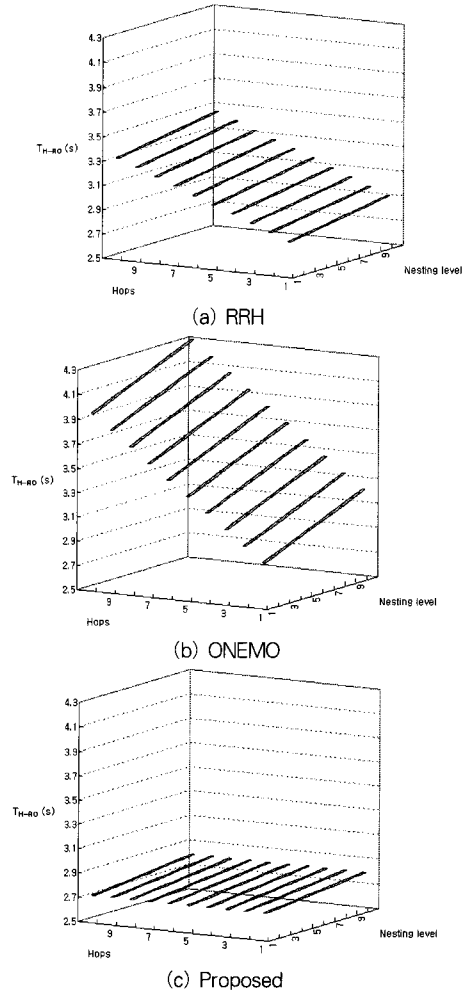 4.3
4.1
3.9
3.7
3.5
T_H-RO (s)
3.3
3.1
2.9
2.7
2.5
9 7 5 3 1
Hops
1 3 5 7 9
Nesting level
(a) RRH
4.3
4.1
3.9
3.7
3.5
T_H-RO (s)
3.3
3.1
2.9
2.7
2.5
9 7 5 3 1
Hops
1 3 5 7 9
Nesting level
(b) ONEMO
4.3
4.1
3.9
3.7
3.5
T_H-RO (s)
3.3
3.1
2.9
2.7
2.5
9 7 5 3 1
Hops
1 3 5 7 9
Nesting level
(c) Proposed